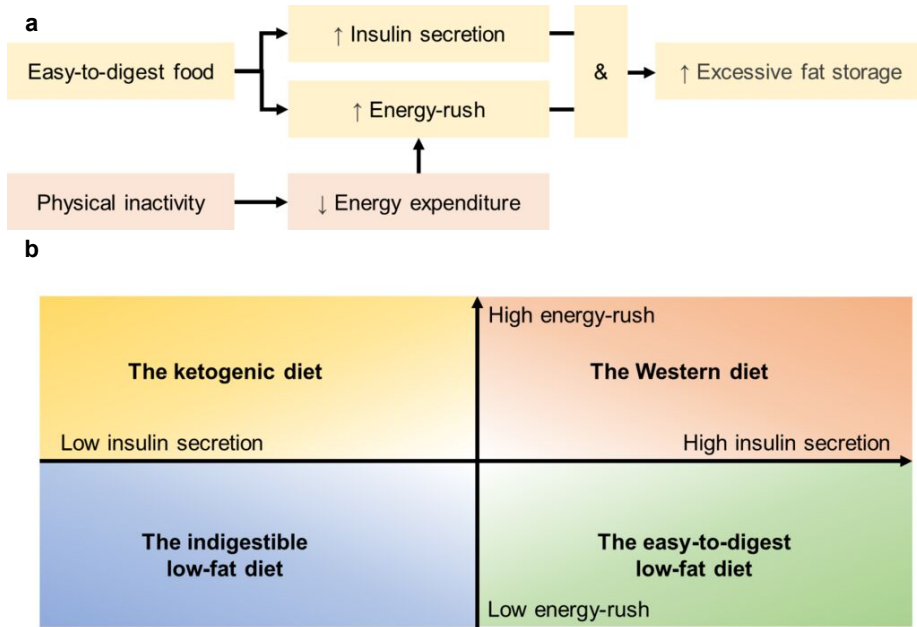 a
↑ Insulin secretion
Easy-to-digest food
&
↑ Excessive fat storage
↑ Energy-rush
Physical inactivity
↓ Energy expenditure
b
High energy-rush
The ketogenic diet
The Western diet
Low insulin secretion
High insulin secretion
The indigestible
low-fat diet
The easy-to-digest
low-fat diet
Low energy-rush